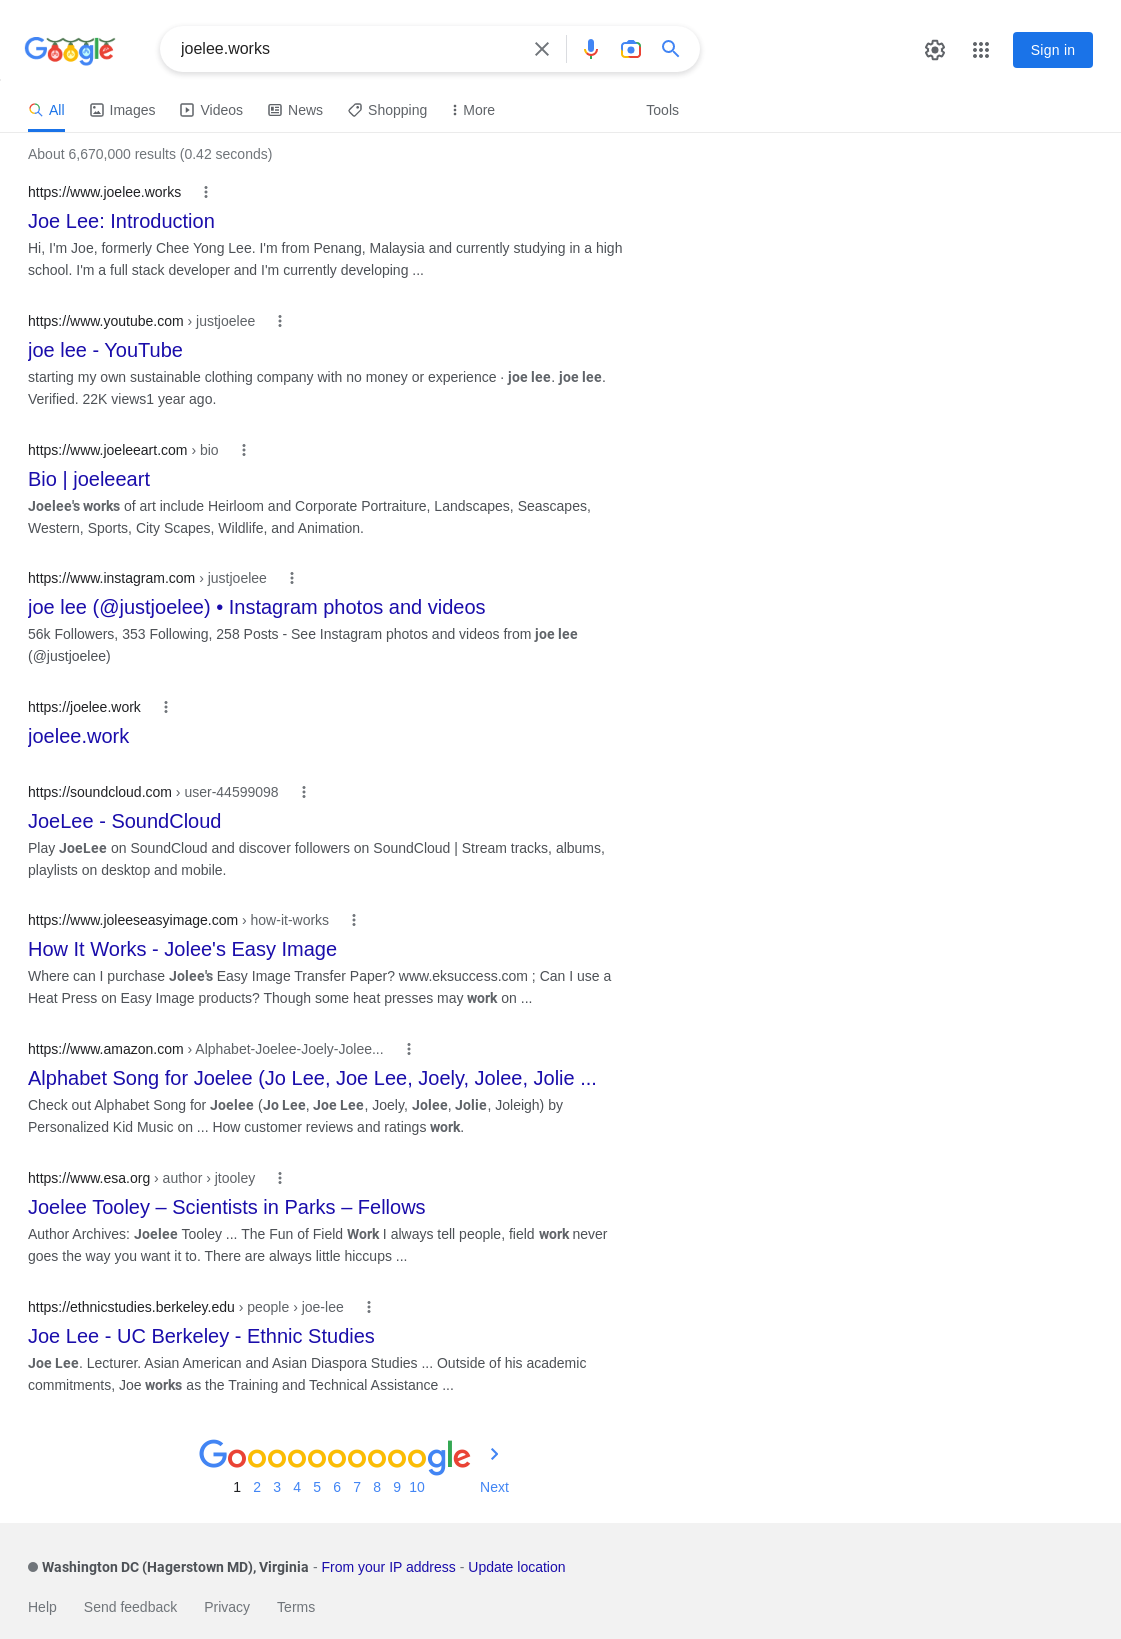 Google
joelee.works
Sign in
All
Images
Videos
News
Shopping
More
Tools
About 6,670,000 results (0.42 seconds)
https://www.joelee.works
Joe Lee: Introduction
Hi, I'm Joe, formerly Chee Yong Lee. I'm from Penang, Malaysia and currently studying in a high
school. I'm a full stack developer and I'm currently developing ...
https://www.youtube.com › justjoelee
joe lee - YouTube
starting my own sustainable clothing company with no money or experience · joe lee. joe lee.
Verified. 22K views1 year ago.
https://www.joeleeart.com › bio
Bio | joeleeart
Joelee's works of art include Heirloom and Corporate Portraiture, Landscapes, Seascapes,
Western, Sports, City Scapes, Wildlife, and Animation.
https://www.instagram.com › justjoelee
joe lee (@justjoelee) • Instagram photos and videos
56k Followers, 353 Following, 258 Posts - See Instagram photos and videos from joe lee
(@justjoelee)
https://joelee.work
joelee.work
https://soundcloud.com › user-44599098
JoeLee - SoundCloud
Play JoeLee on SoundCloud and discover followers on SoundCloud | Stream tracks, albums,
playlists on desktop and mobile.
https://www.joleeseasyimage.com › how-it-works
How It Works - Jolee's Easy Image
Where can I purchase Jolee's Easy Image Transfer Paper? www.eksuccess.com ; Can I use a
Heat Press on Easy Image products? Though some heat presses may work on ...
https://www.amazon.com › Alphabet-Joelee-Joely-Jolee...
Alphabet Song for Joelee (Jo Lee, Joe Lee, Joely, Jolee, Jolie ...
Check out Alphabet Song for Joelee (Jo Lee, Joe Lee, Joely, Jolee, Jolie, Joleigh) by
Personalized Kid Music on ... How customer reviews and ratings work.
https://www.esa.org › author › jtooley
Joelee Tooley – Scientists in Parks – Fellows
Author Archives: Joelee Tooley ... The Fun of Field Work I always tell people, field work never
goes the way you want it to. There are always little hiccups ...
https://ethnicstudies.berkeley.edu › people › joe-lee
Joe Lee - UC Berkeley - Ethnic Studies
Joe Lee. Lecturer. Asian American and Asian Diaspora Studies ... Outside of his academic
commitments, Joe works as the Training and Technical Assistance ...
Goooooooooogle
1 2 3 4 5 6 7 8 9 10 Next
Washington DC (Hagerstown MD), Virginia - From your IP address - Update location
Help Send feedback Privacy Terms